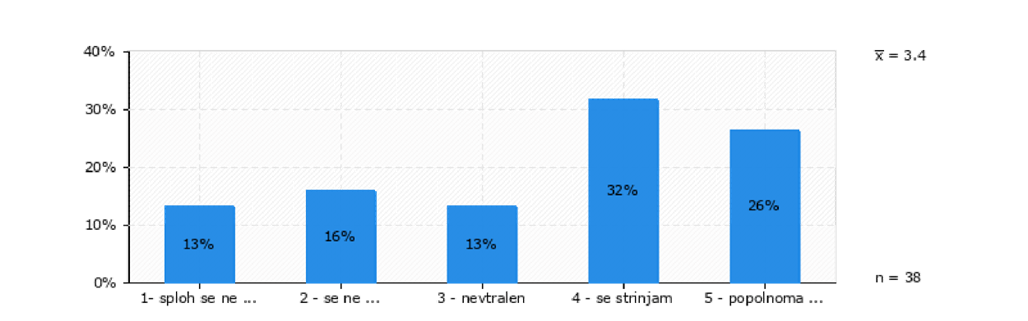 40%
x̅ = 3.4
30%
20%
32%
26%
16%
13%
13%
10%
0%
n = 38
1- sploh se ne ...
2 - se ne ...
3 - nevtralen
4 - se strinjam
5 - popolnoma ...